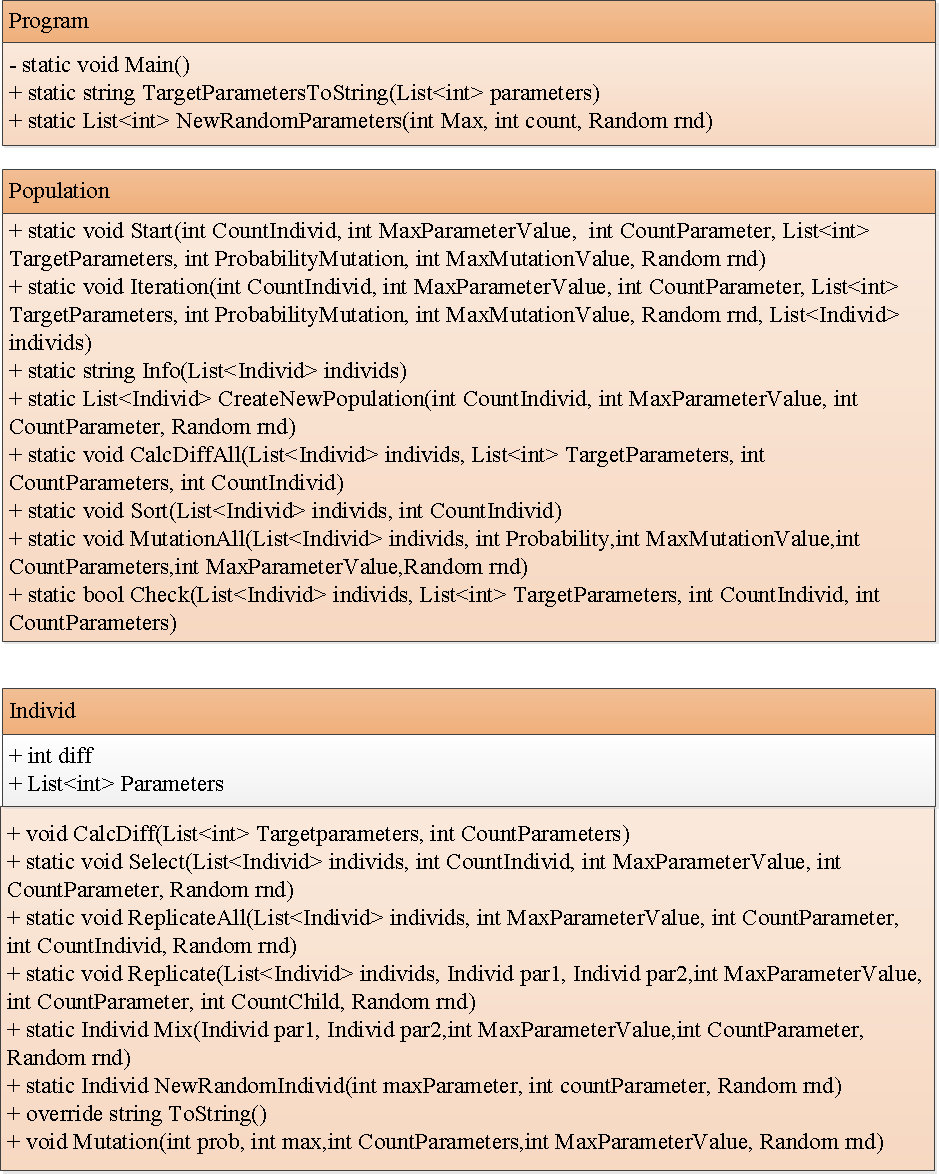 Program
- static void Main()
+ static string TargetParametersToString(List<int> parameters)
+ static List<int> NewRandomParameters(int Max, int count, Random rnd)
Population
+ static void Start(int CountIndivid, int MaxParameterValue,  int CountParameter, List<int>
TargetParameters, int ProbabilityMutation, int MaxMutationValue, Random rnd)
+ static void Iteration(int CountIndivid, int MaxParameterValue, int CountParameter, List<int>
TargetParameters, int ProbabilityMutation, int MaxMutationValue, Random rnd, List<Individ>
individs)
+ static string Info(List<Individ> individs)
+ static List<Individ> CreateNewPopulation(int CountIndivid, int MaxParameterValue, int
CountParameter, Random rnd)
+ static void CalcDiffAll(List<Individ> individs, List<int> TargetParameters, int
CountParameters, int CountIndivid)
+ static void Sort(List<Individ> individs, int CountIndivid)
+ static void MutationAll(List<Individ> individs, int Probability,int MaxMutationValue,int
CountParameters,int MaxParameterValue,Random rnd)
+ static bool Check(List<Individ> individs, List<int> TargetParameters, int CountIndivid, int
CountParameters)
Individ
+ int diff
+ List<int> Parameters
+ void CalcDiff(List<int> Targetparameters, int CountParameters)
+ static void Select(List<Individ> individs, int CountIndivid, int MaxParameterValue, int
CountParameter, Random rnd)
+ static void ReplicateAll(List<Individ> individs, int MaxParameterValue, int CountParameter,
int CountIndivid, Random rnd)
+ static void Replicate(List<Individ> individs, Individ par1, Individ par2,int MaxParameterValue,
int CountParameter, int CountChild, Random rnd)
+ static Individ Mix(Individ par1, Individ par2,int MaxParameterValue,int CountParameter,
Random rnd)
+ static Individ NewRandomIndivid(int maxParameter, int countParameter, Random rnd)
+ override string ToString()
+ void Mutation(int prob, int max,int CountParameters,int MaxParameterValue, Random rnd)